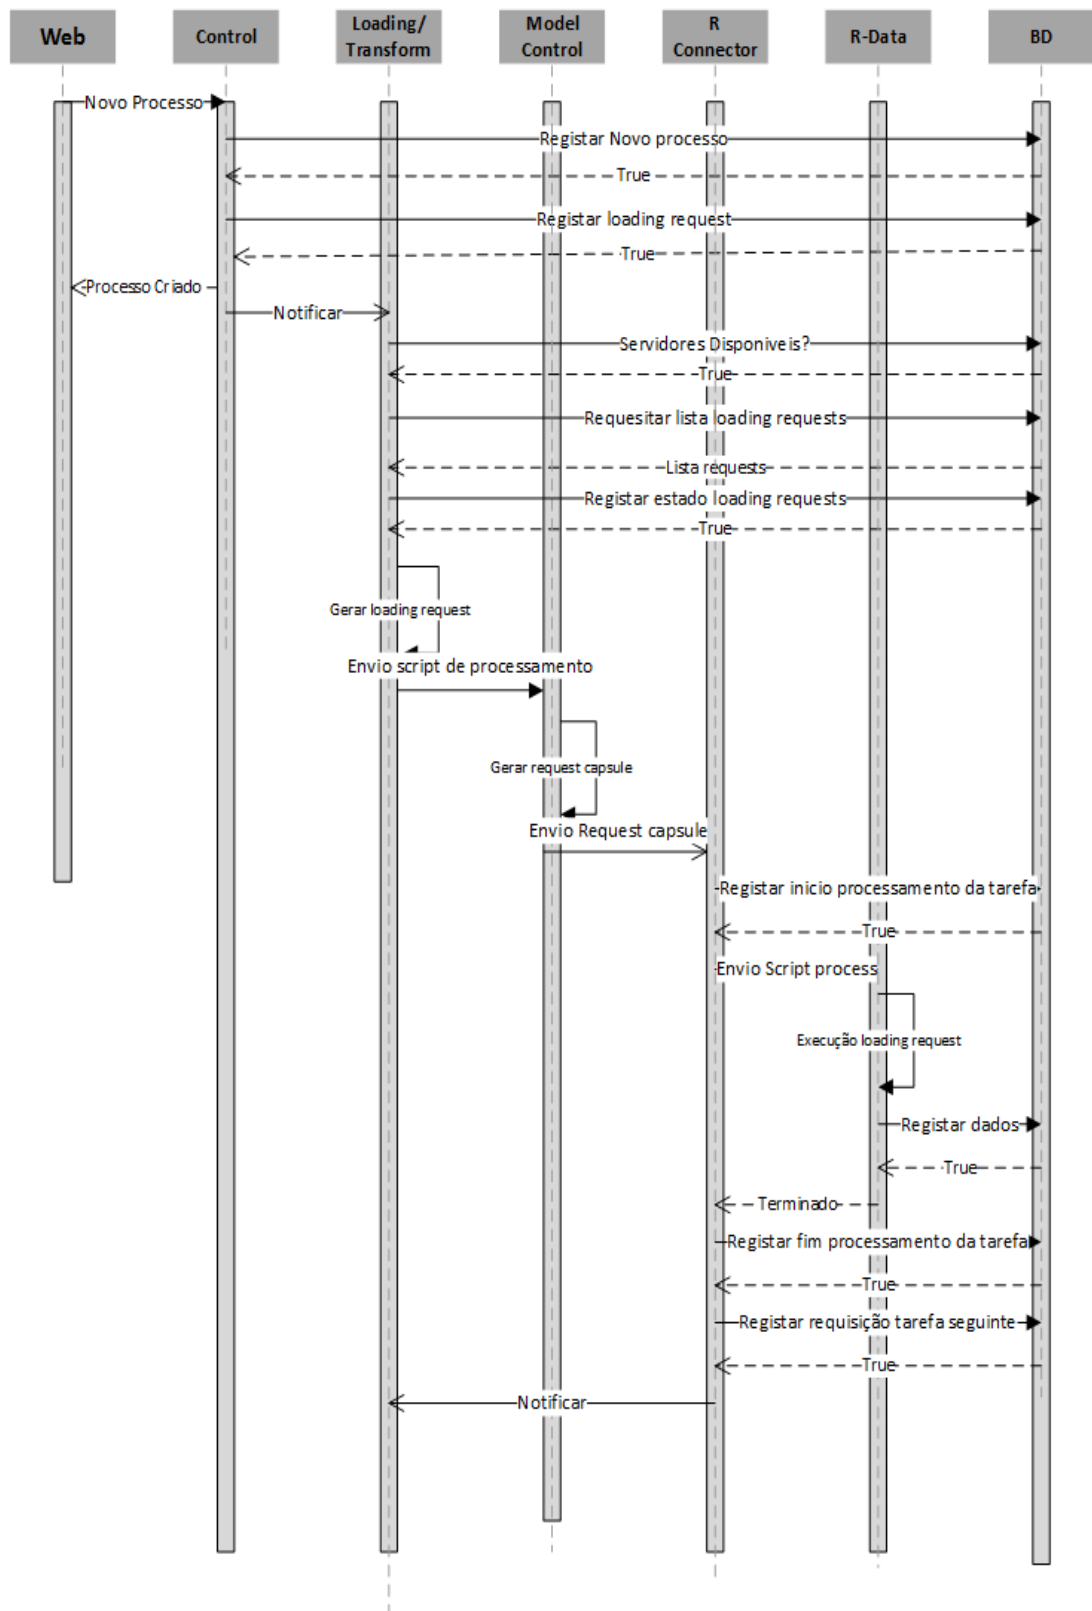 Web
Control
Loading/
Transform
Model
Control
R
Connector
R-Data
BD
Novo Processo
Registar Novo processo
True
Registar loading request
True
Processo Criado
Notificar
Servidores Disponiveis?
True
Requesitar lista loading requests
Lista requests
Registar estado loading requests
True
Gerar loading request
Envio script de processamento
Gerar request capsule
Envio Request capsule
Registar inicio processamento da tarefa
True
Envio Script process
Execução loading request
Registar dados
True
Terminado
Registar fim processamento da tarefa
True
Registar requisição tarefa seguinte
True
Notificar